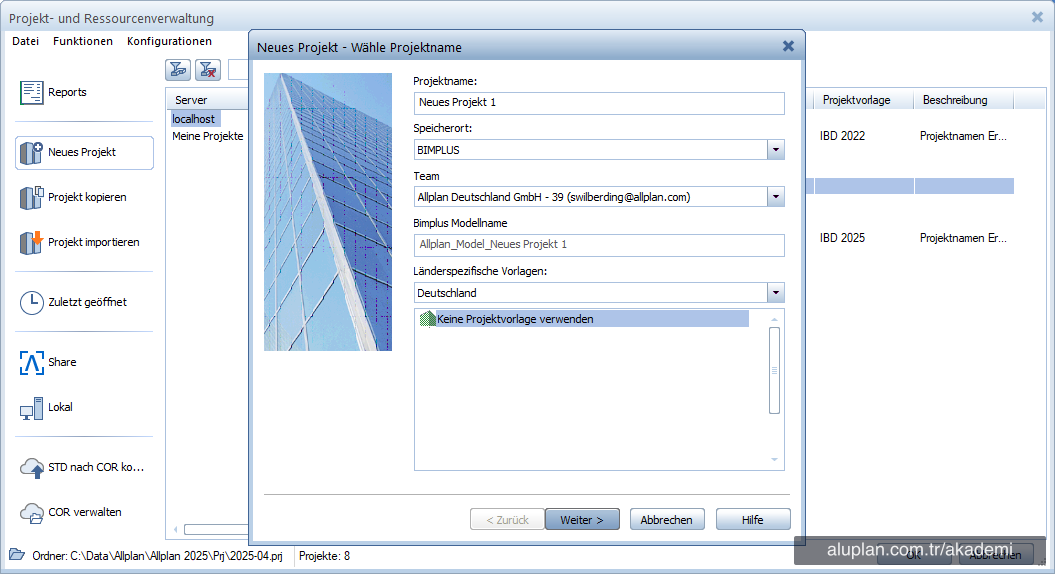 Projekt- und Ressourcenverwaltung
Datei Funktionen Konfigurationen
Reports
Neues Projekt
Projekt kopieren
Projekt importieren
Zuletzt geöffnet
Share
Lokal
STD nach COR ko...
COR verwalten
Server
localhost
Meine Projekte
Neues Projekt - Wähle Projektname
Projektname:
Neues Projekt 1
Speicherort:
BIMPLUS
Team
Allplan Deutschland GmbH - 39 (swilberding@allplan.com)
Bimplus Modellname
Allplan_Model_Neues Projekt 1
Länderspezifische Vorlagen:
Deutschland
Keine Projektvorlage verwenden
< Zurück Weiter > Abbrechen Hilfe
Projektvorlage Beschreibung
IBD 2022 Projektnamen Er...
IBD 2025 Projektnamen Er...
Ordner: C:\Data\Allplan\Allplan 2025\Prj\2025-04.prj Projekte: 8
OK Abbrechen
aluplan.com.tr/akademi